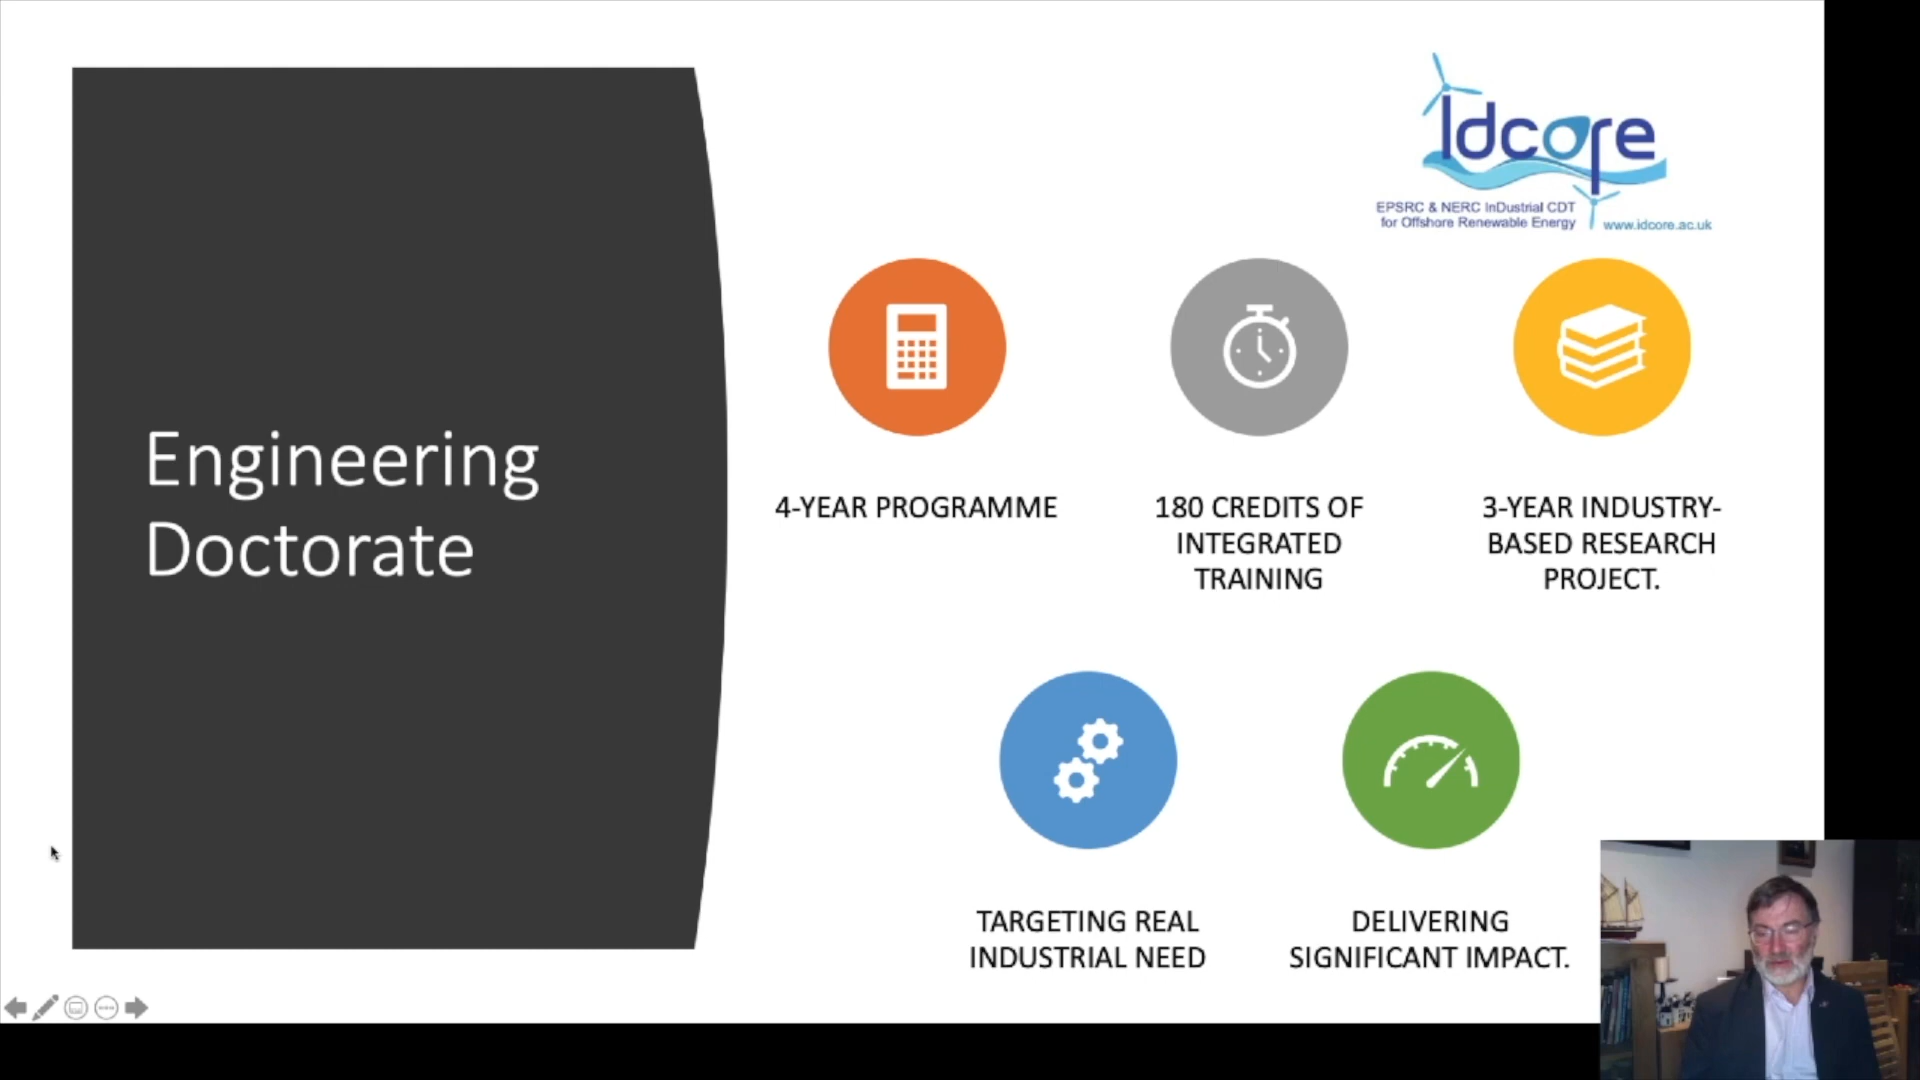 Idcore
EPSRC & NERC InDustrial CDT
for Offshore Renewable Energy
www.idcore.ac.uk
Engineering
Doctorate
4-YEAR PROGRAMME
180 CREDITS OF
INTEGRATED
TRAINING
3-YEAR INDUSTRY-
BASED RESEARCH
PROJECT.
TARGETING REAL
INDUSTRIAL NEED
DELIVERING
SIGNIFICANT IMPACT.